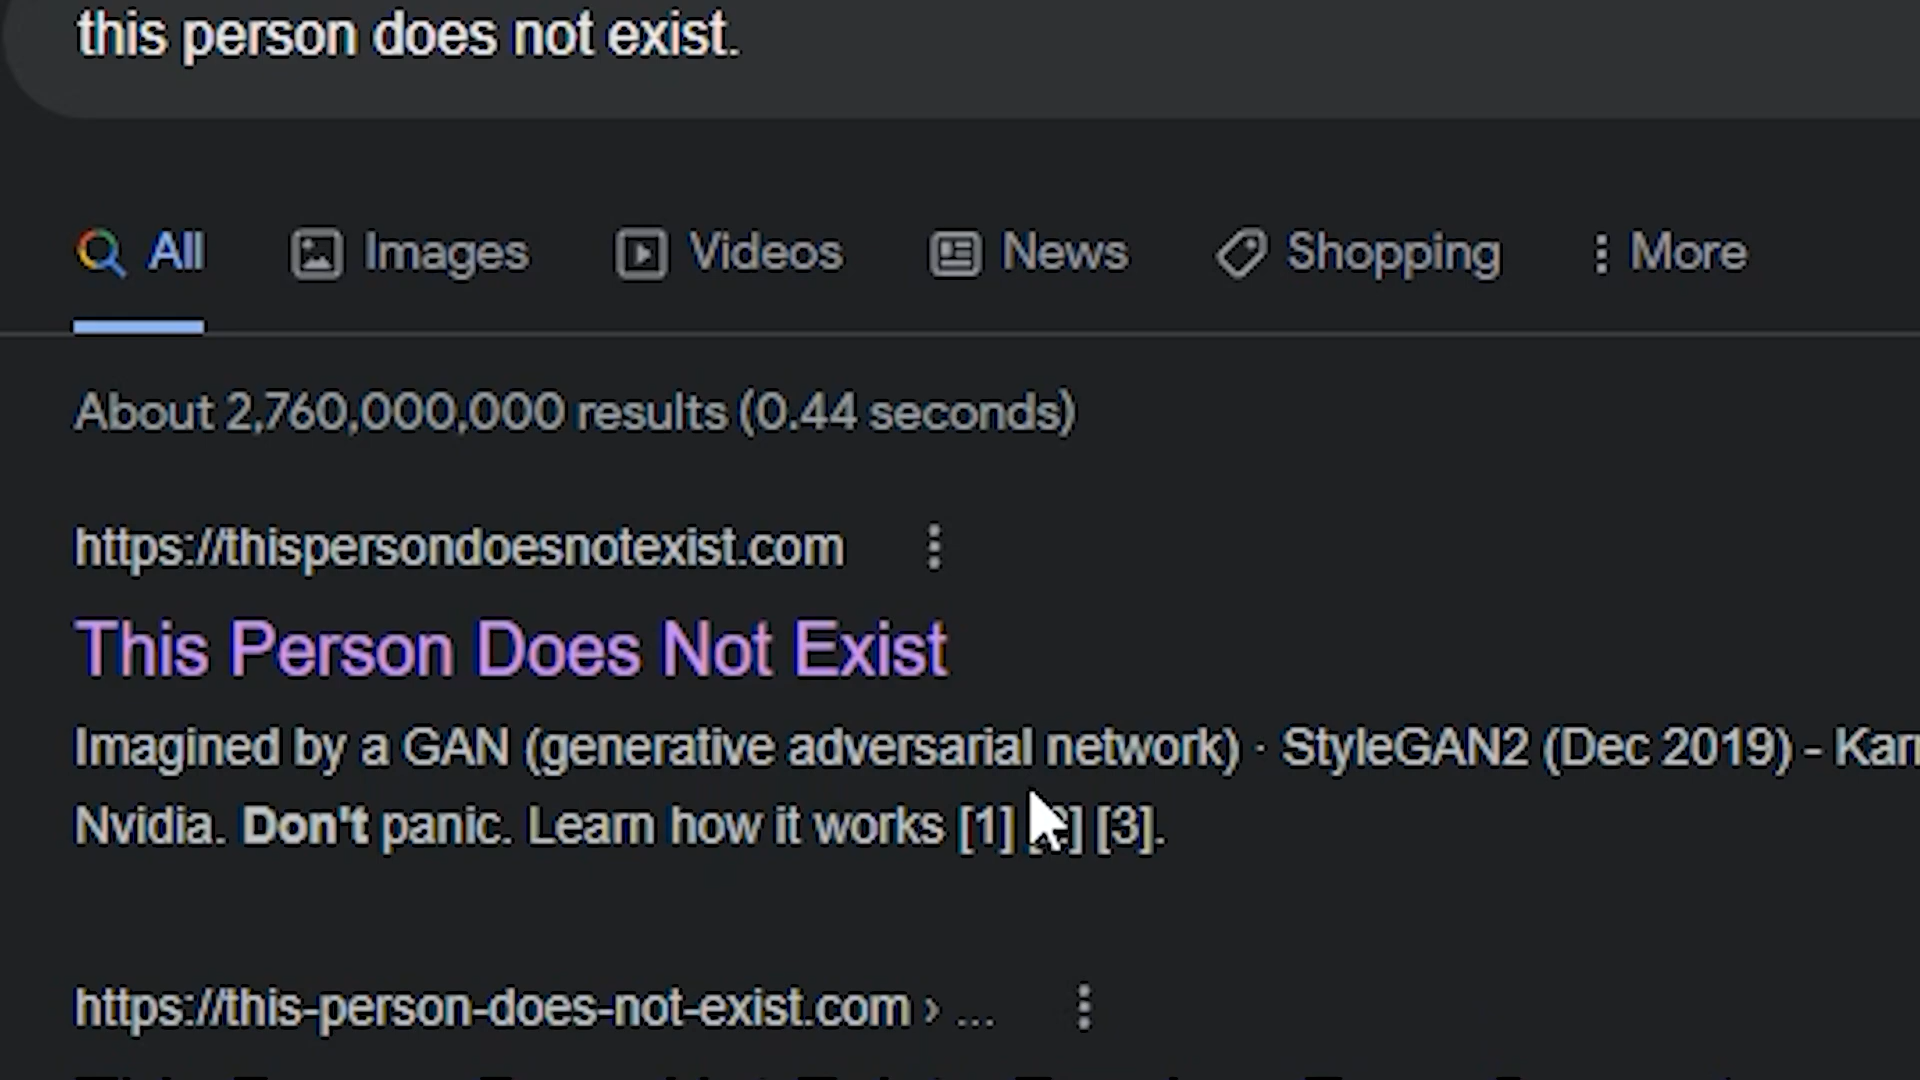 this person does not exist.
All Images Videos News Shopping More
About 2,760,000,000 results (0.44 seconds)
https://thispersondoesnotexist.com
This Person Does Not Exist
Imagined by a GAN (generative adversarial network) · StyleGAN2 (Dec 2019) -
Nvidia. Don't panic. Learn how it works [1] [3].
https://this-person-does-not-exist.com › ...